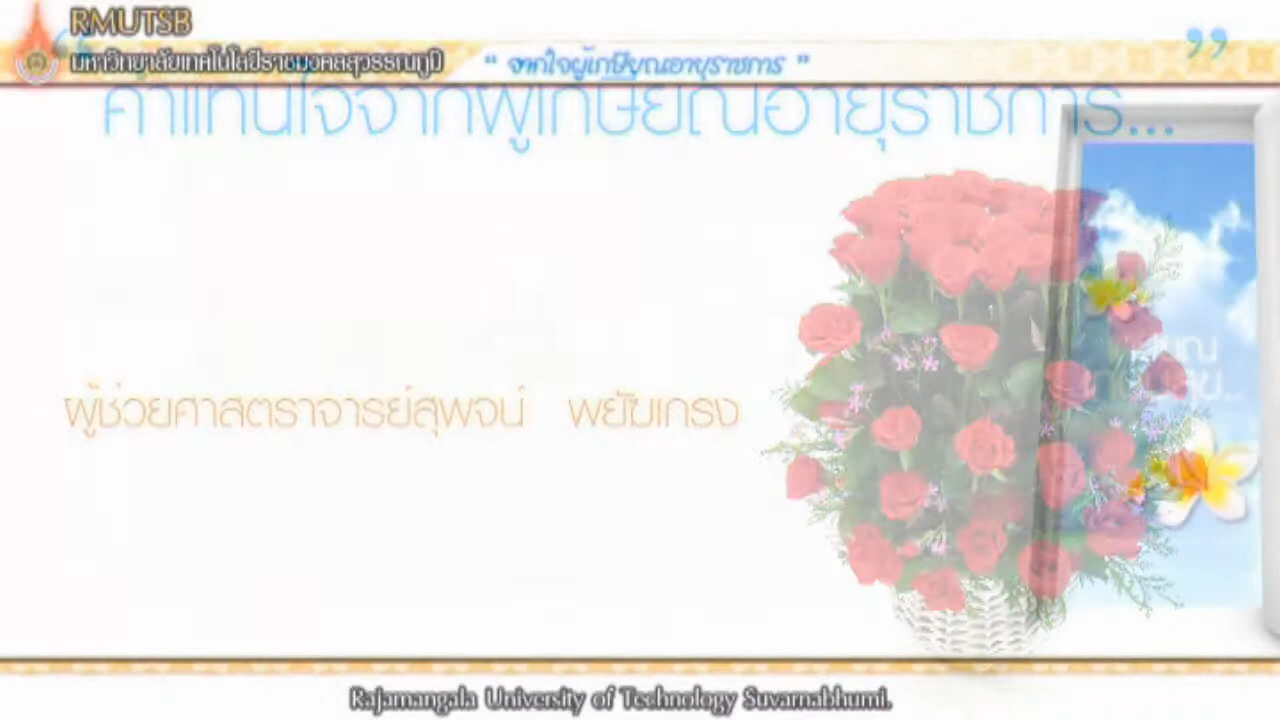 RMUTSB
มหาวิทยาลัยเทคโนโลยีราชมงคลสุวรรณภูมิ
“ จากใจผู้เกษียณอายุราชการ ”
คำแทนใจจากผู้เกษียณอายุราชการ...
ผู้ช่วยศาสตราจารย์สุพจน์ พยัฆเกรง
Rajamangala University of Technology Suvarnabhumi.